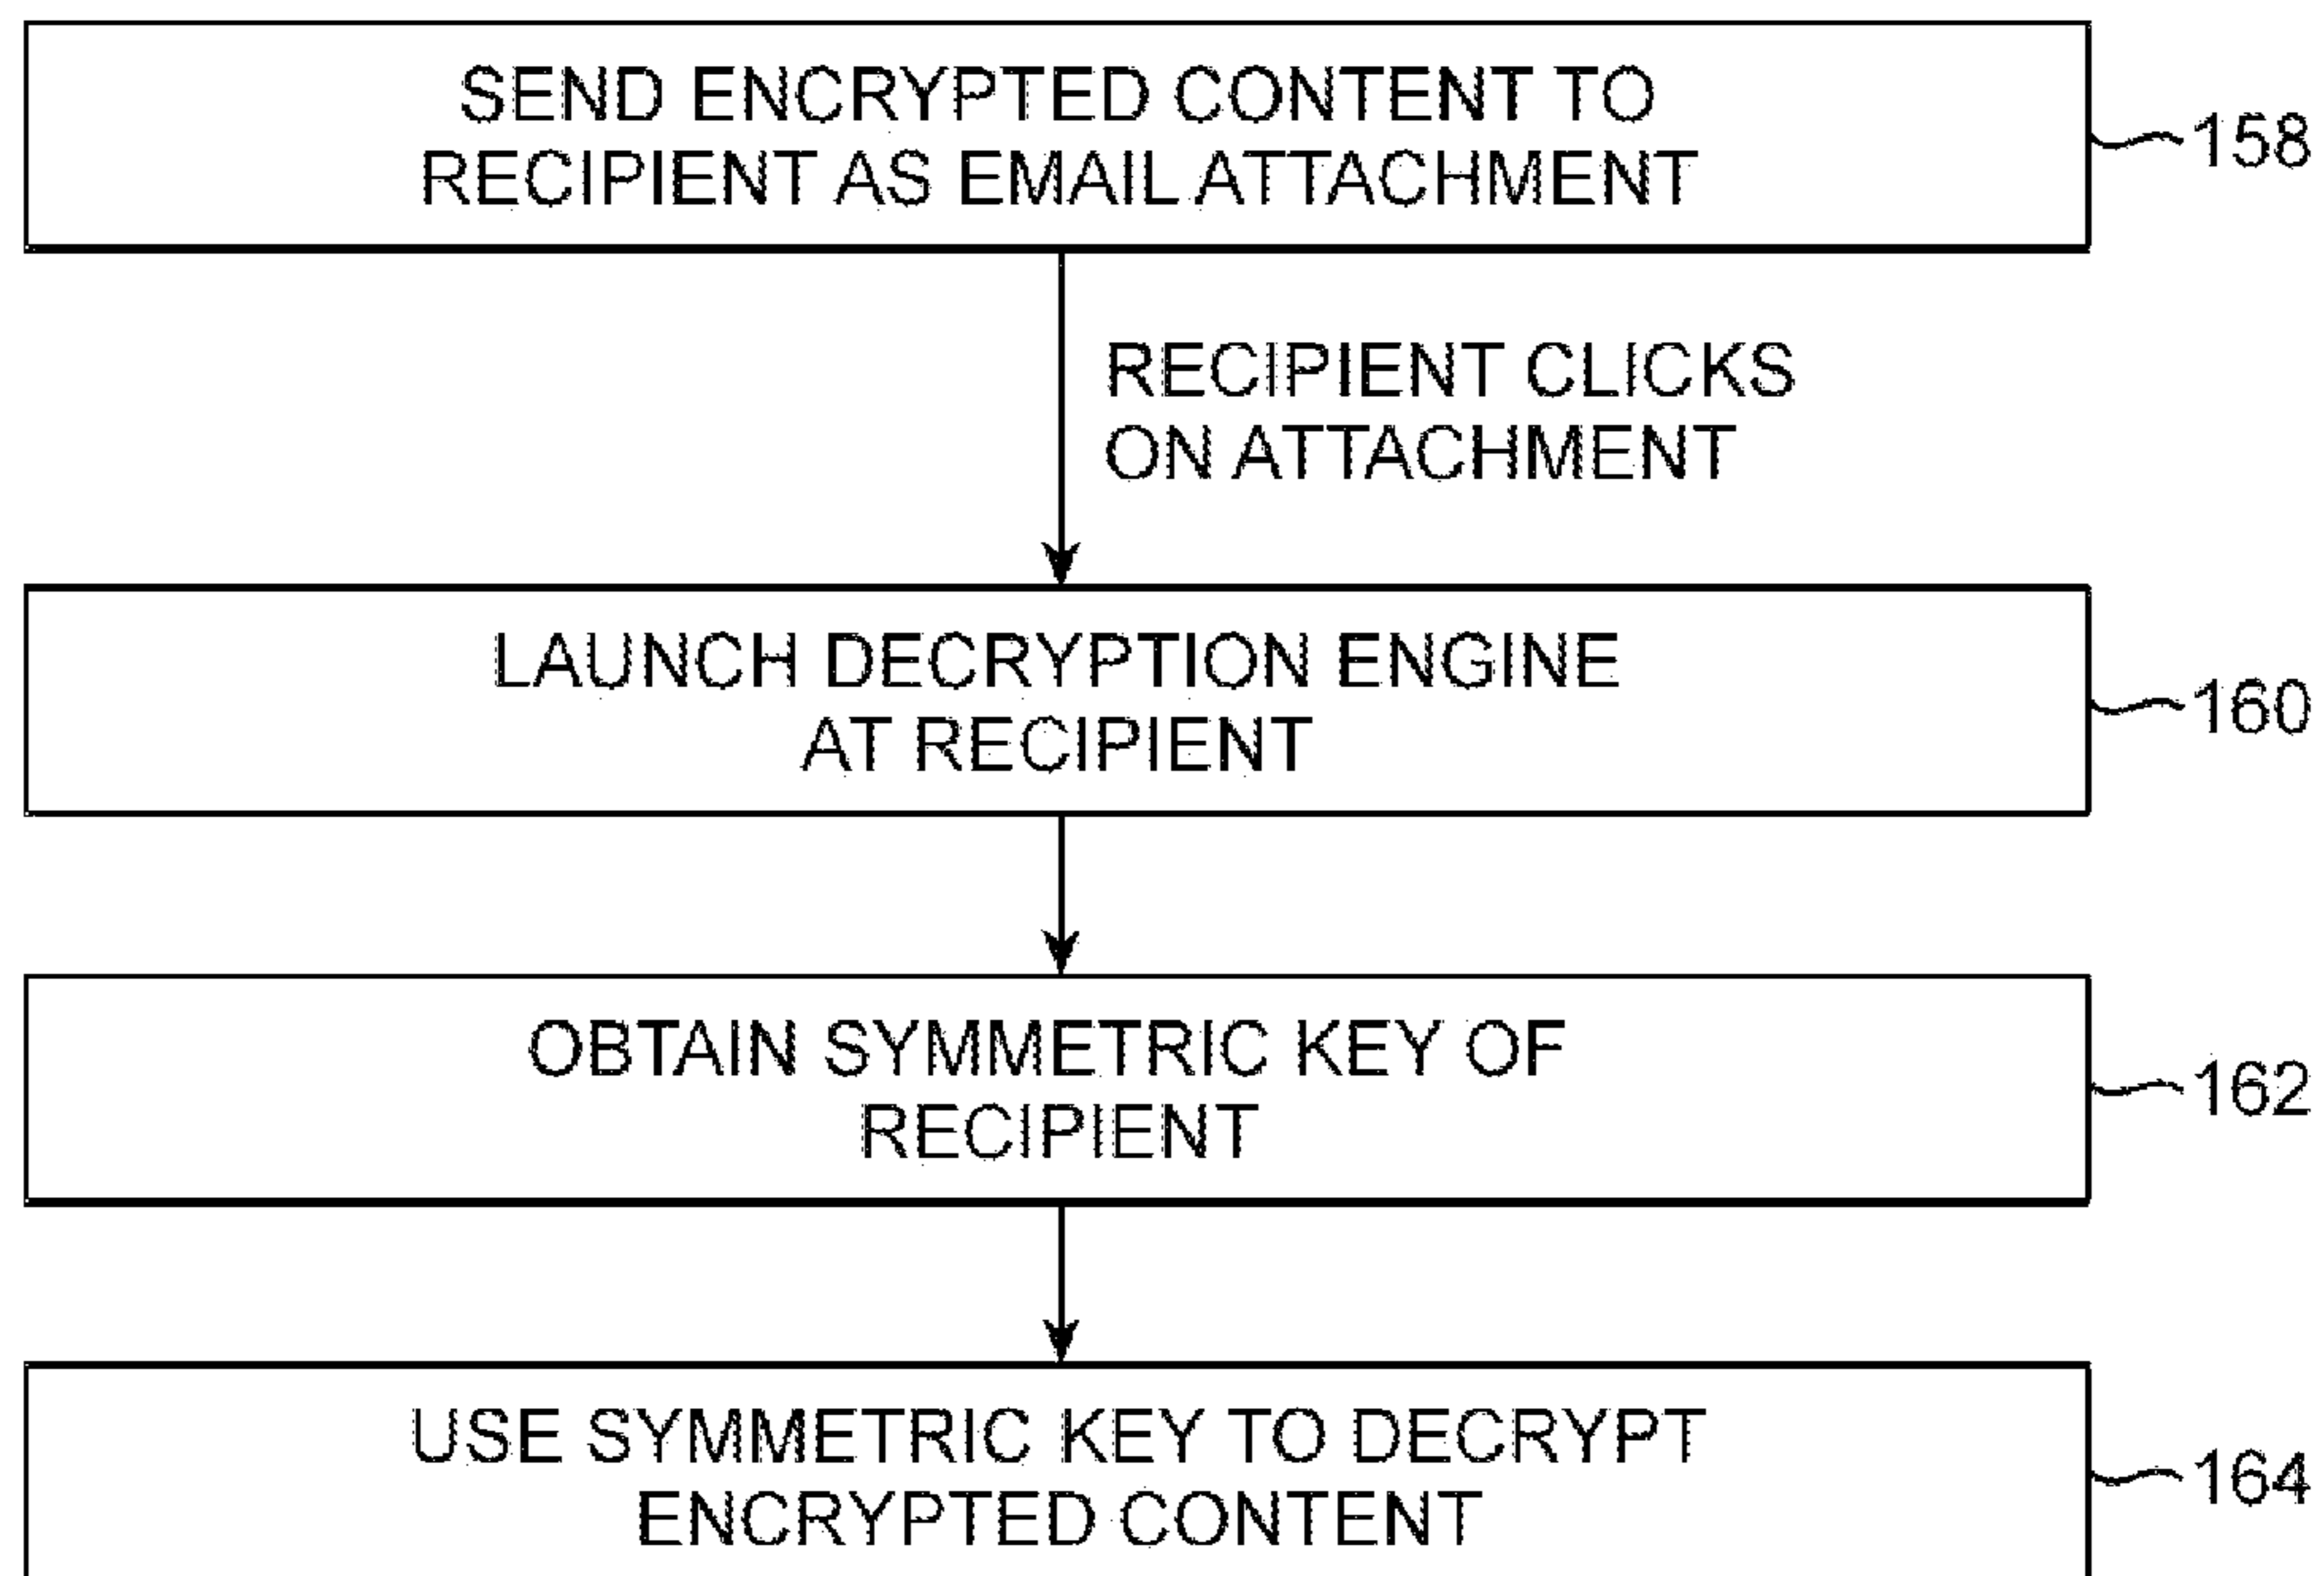 SEND ENCRYPTED CONTENT TO
RECIPIENT AS EMAIL ATTACHMENT
158
RECIPIENT CLICKS
ON ATTACHMENT
LAUNCH DECRYPTION ENGINE
AT RECIPIENT
160
OBTAIN SYMMETRIC KEY OF
RECIPIENT
162
USE SYMMETRIC KEY TO DECRYPT
ENCRYPTED CONTENT
164